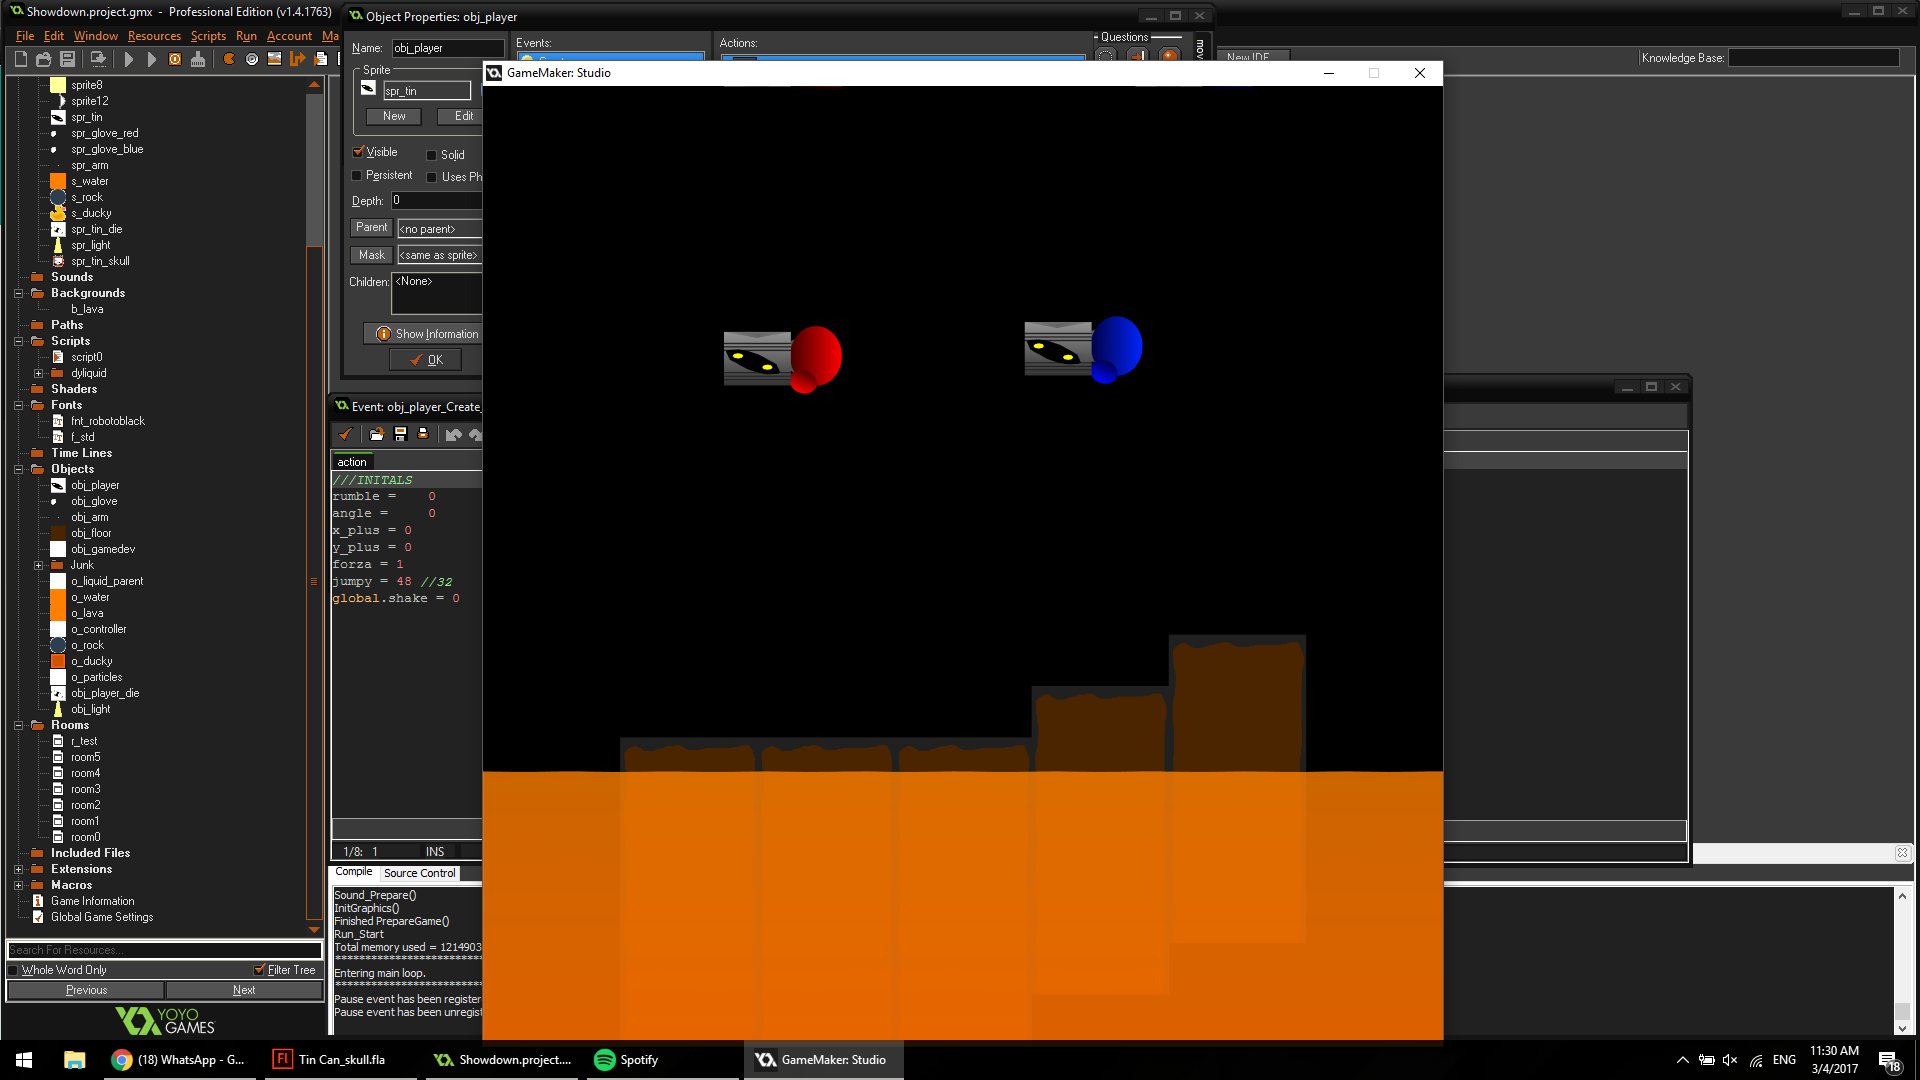 Showdown.project.gmx - Professional Edition (v1.4.1763)
File Edit Window Resources Scripts Run Account Ma
sprite8
sprite12
spr_tin
spr_glove_red
spr_glove_blue
spr_arm
s_water
s_rock
s_ducky
spr_tin_die
spr_light
spr_tin_skull
Sounds
Backgrounds
b_lava
Paths
Scripts
script0
dyliquid
Shaders
Fonts
fnt_robotoblack
f_std
Time Lines
Objects
obj_player
obj_glove
obj_arm
obj_floor
obj_gamedev
Junk
o_liquid_parent
o_water
o_lava
o_controller
o_rock
o_ducky
o_particles
obj_player_die
obj_light
Rooms
r_test
room5
room4
room3
room2
room1
room0
Included Files
Extensions
Macros
Game Information
Global Game Settings
Search For Resources...
Whole Word Only Filter Tree
Previous Next
YOYO
GAMES
Object Properties: obj_player
Name: obj_player
Events:
Actions:
Questions
move
New IDE
Knowledge Base:
Sprite
spr_tin
New Edit
Visible Solid
Persistent Uses Ph
Depth: 0
Parent <no parent>
Mask <same as sprite>
Children: <None>
Show Information
OK
Event: obj_player_Create_
action
///INITALS
rumble = 0
angle = 0
x_plus = 0
y_plus = 0
forza = 1
jumpy = 48 //32
global.shake = 0
1/8: 1 INS
Compile Source Control
Sound_Prepare()
InitGraphics()
Finished PrepareGame()
Run_Start
Total memory used = 1214903
***************************
Entering main loop.
***************************
Pause event has been register
Pause event has been unregist
GameMaker: Studio
(18) WhatsApp - G...
Fl Tin Can_skull.fla
Showdown.project....
Spotify
GameMaker: Studio
ENG
11:30 AM
3/4/2017
18